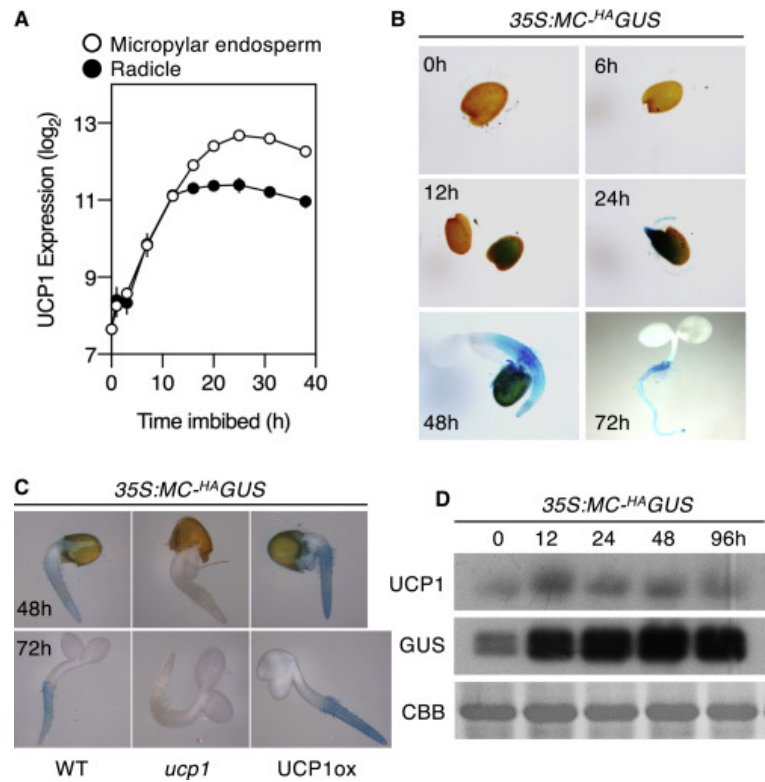 A
○ Micropylar endosperm
● Radicle
UCP1 Expression (log₂)
13
11
9
7
0 10 20 30 40
Time imbibed (h)
B
35S:MC-ᴴᴬGUS
0h 6h
12h 24h
48h 72h
C
35S:MC-ᴴᴬGUS
48h
72h
WT ucp1 UCP1ox
D
35S:MC-ᴴᴬGUS
0 12 24 48 96h
UCP1
GUS
CBB